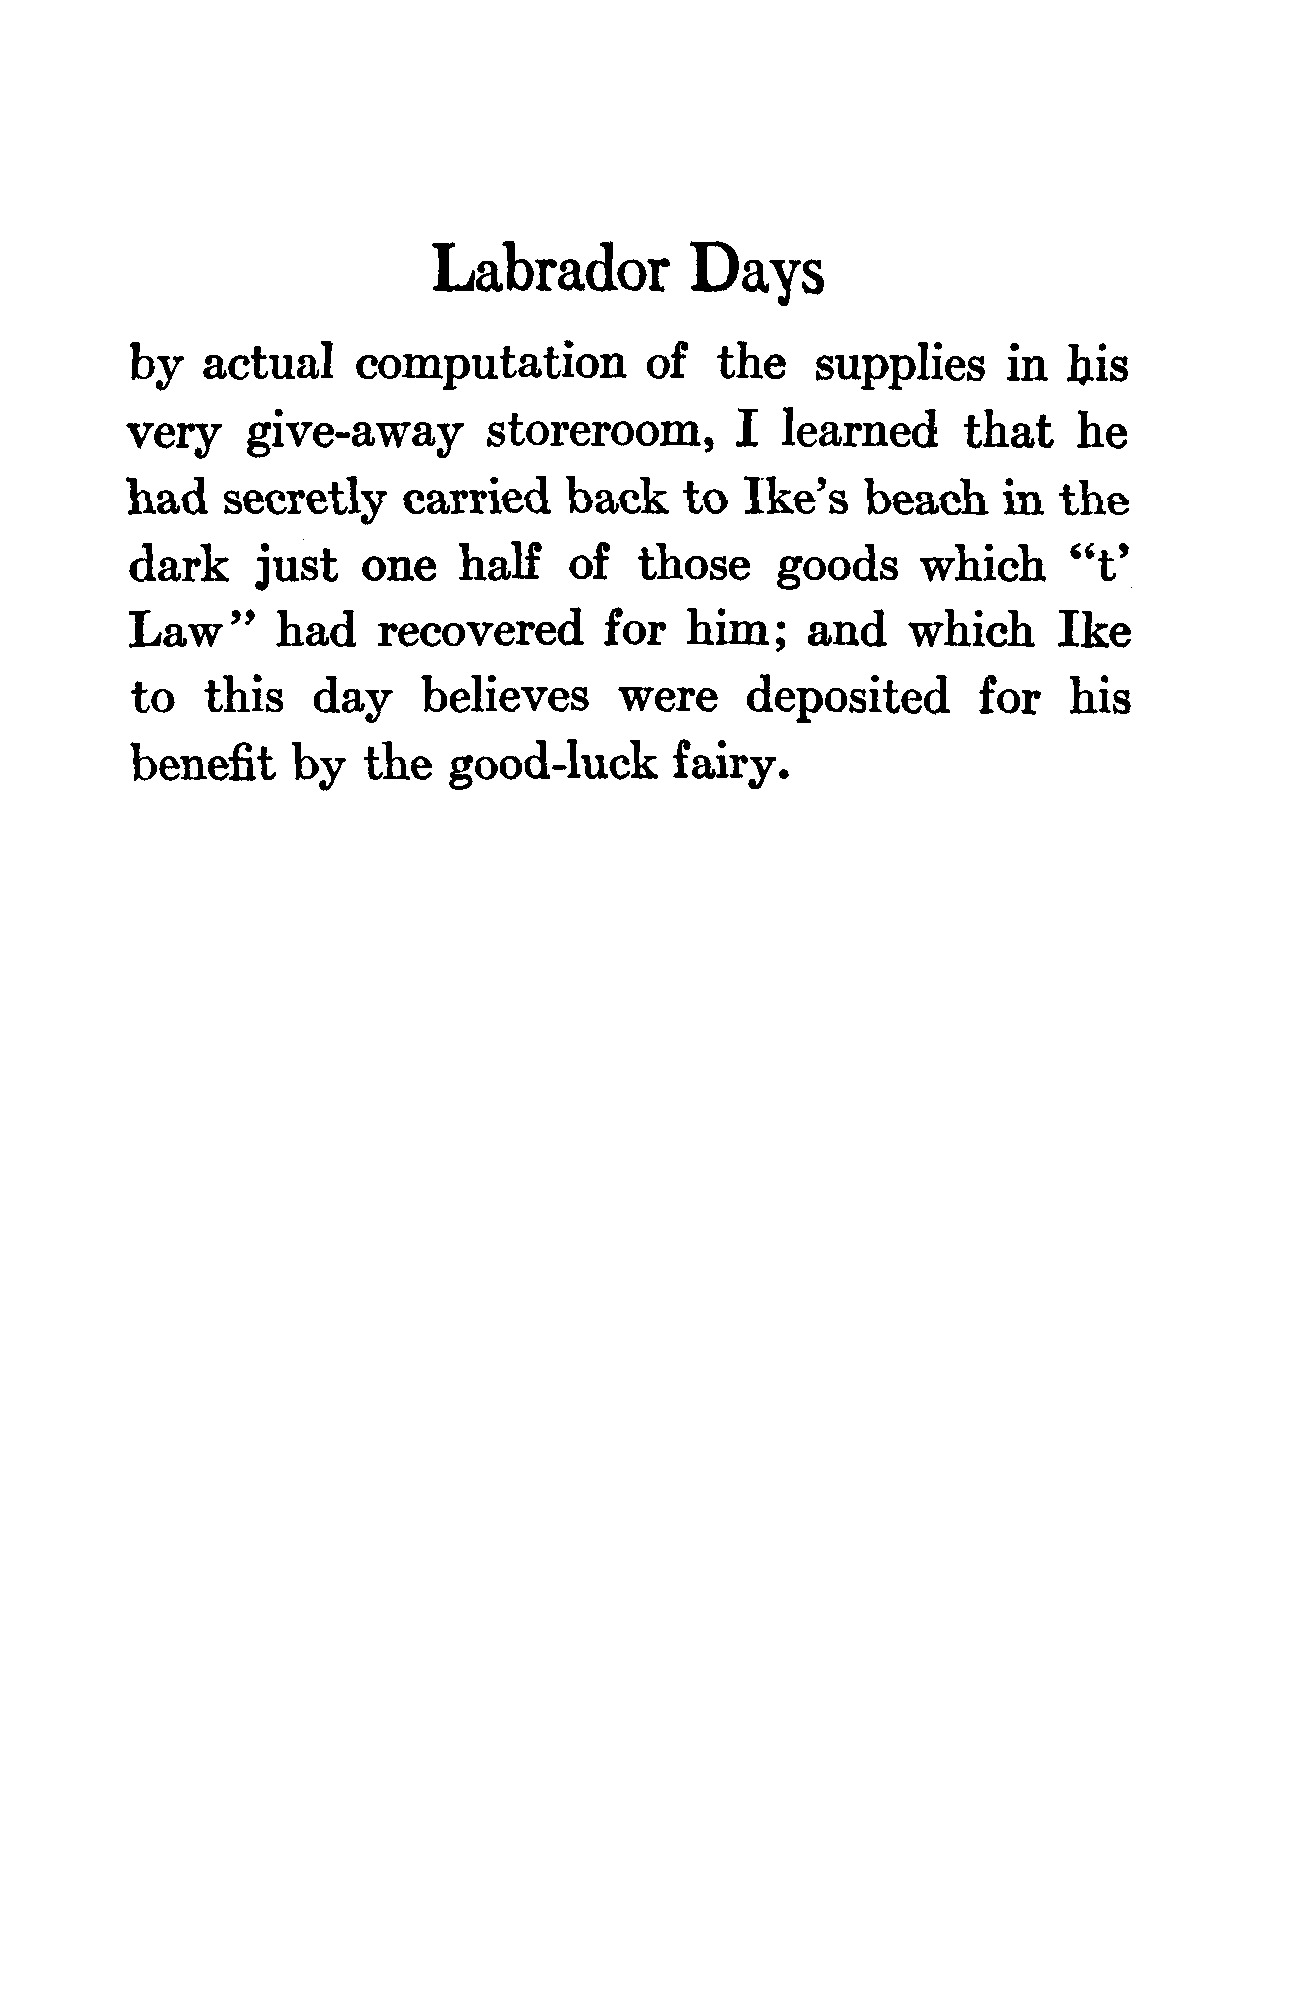 Labrador Days
by actual computation of the supplies in his
very give-away storeroom, I learned that he
had secretly carried back to Ike's beach in the
dark just one half of those goods which “t’
Law” had recovered for him; and which Ike
to this day believes were deposited for his
benefit by the good-luck fairy.